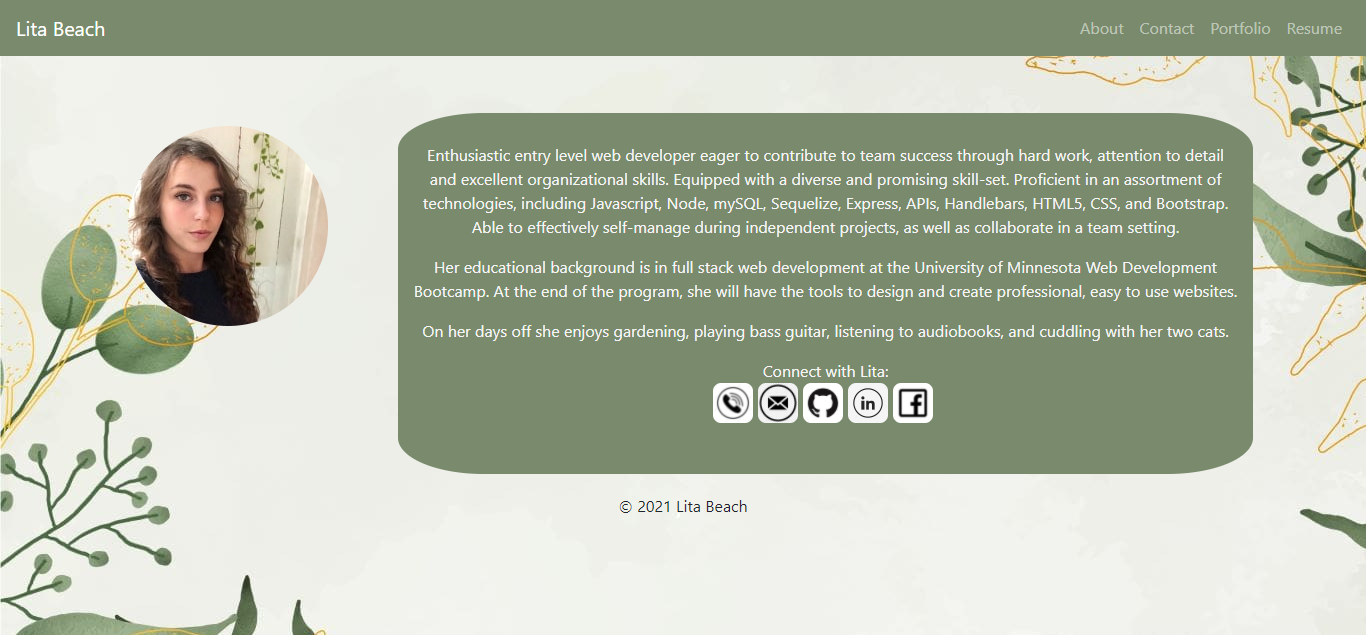 Lita Beach
About Contact Portfolio Resume
Enthusiastic entry level web developer eager to contribute to team success through hard work, attention to detail
and excellent organizational skills. Equipped with a diverse and promising skill-set. Proficient in an assortment of
technologies, including Javascript, Node, mySQL, Sequelize, Express, APIs, Handlebars, HTML5, CSS, and Bootstrap.
Able to effectively self-manage during independent projects, as well as collaborate in a team setting.
Her educational background is in full stack web development at the University of Minnesota Web Development
Bootcamp. At the end of the program, she will have the tools to design and create professional, easy to use websites.
On her days off she enjoys gardening, playing bass guitar, listening to audiobooks, and cuddling with her two cats.
Connect with Lita:
in f
© 2021 Lita Beach